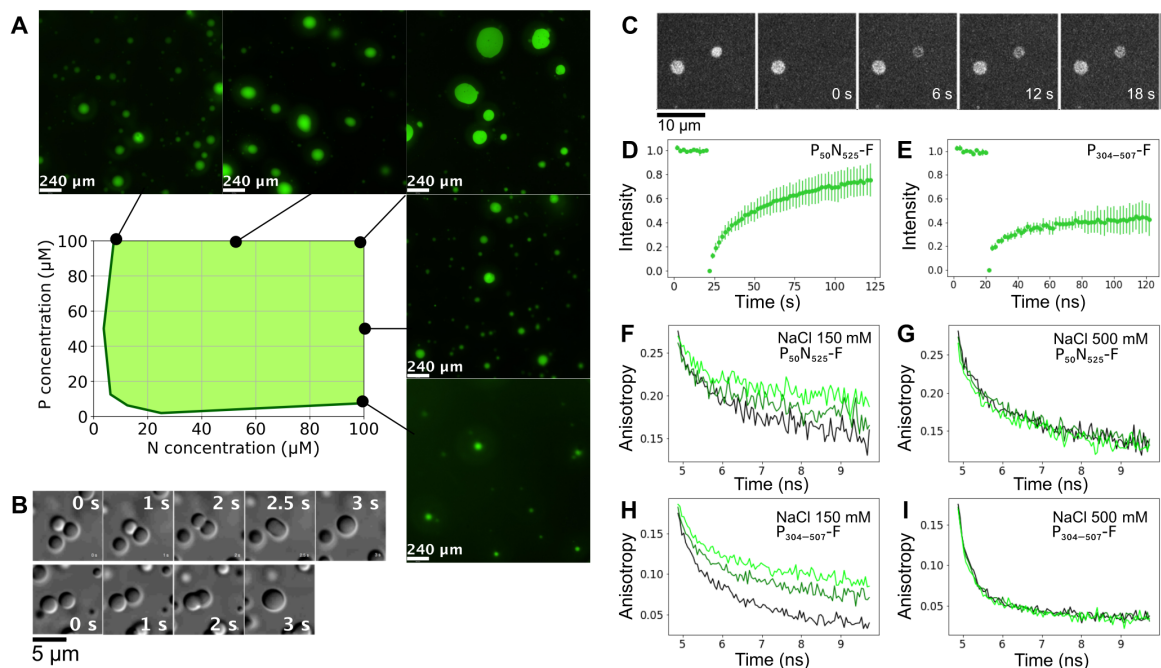 A
240 μm
240 μm
240 μm
240 μm
240 μm
P concentration (μM)
100
80
60
40
20
0
0
20
40
60
80
100
N concentration (μM)
B
0 s
1 s
2 s
2.5 s
3 s
0 s
1 s
2 s
3 s
5 μm
C
0 s
6 s
12 s
18 s
10 μm
D
P50N525-F
Intensity
1.0
0.8
0.6
0.4
0.2
0.0
0
25
50
75
100
125
Time (s)
E
P304–507-F
Intensity
1.0
0.8
0.6
0.4
0.2
0.0
0
20
40
60
80
100
120
Time (ns)
F
NaCl 150 mM
P50N525-F
Anisotropy
0.25
0.20
0.15
5
6
7
8
9
Time (ns)
G
NaCl 500 mM
P50N525-F
Anisotropy
0.25
0.20
0.15
5
6
7
8
9
Time (ns)
H
NaCl 150 mM
P304–507-F
Anisotropy
0.15
0.10
0.05
5
6
7
8
9
Time (ns)
I
NaCl 500 mM
P304–507-F
Anisotropy
0.15
0.10
0.05
5
6
7
8
9
Time (ns)